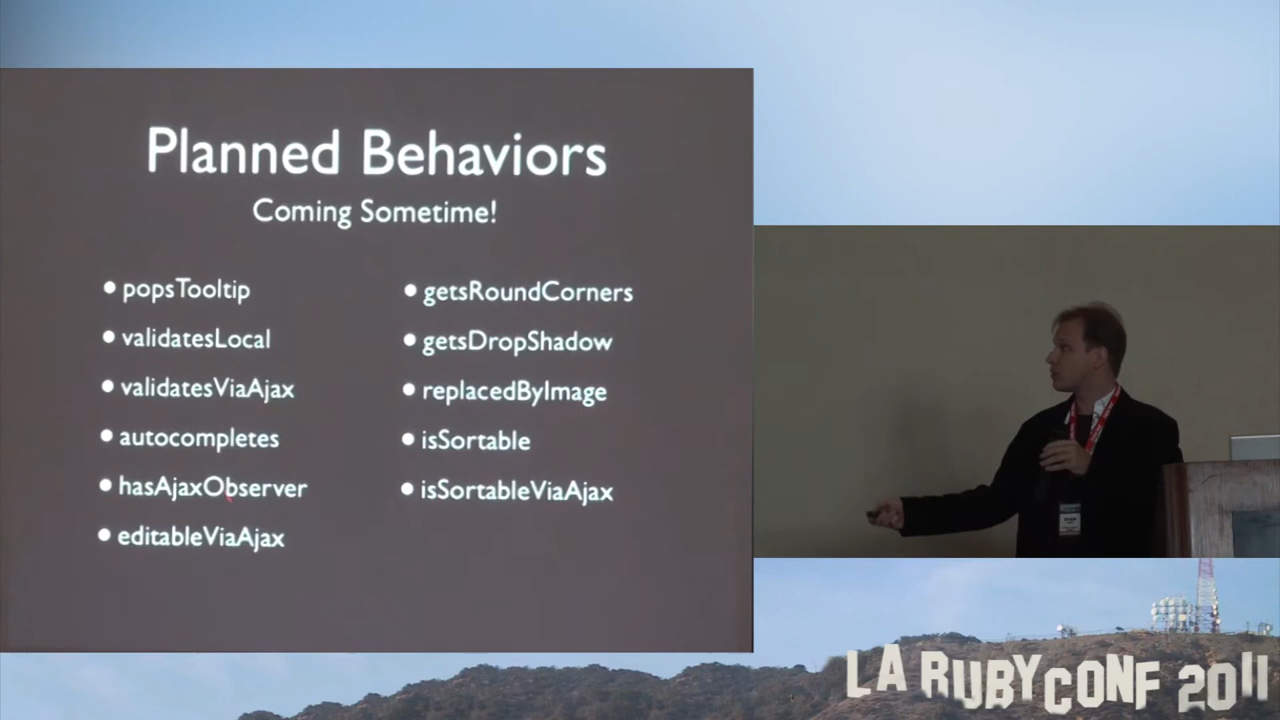 Planned Behaviors
Coming Sometime!
• popsTooltip
• validatesLocal
• validatesViaAjax
• autocompletes
• hasAjaxObserver
• editableViaAjax
• getsRoundCorners
• getsDropShadow
• replacedByImage
• isSortable
• isSortableViaAjax
LA RUBYCONF 2011